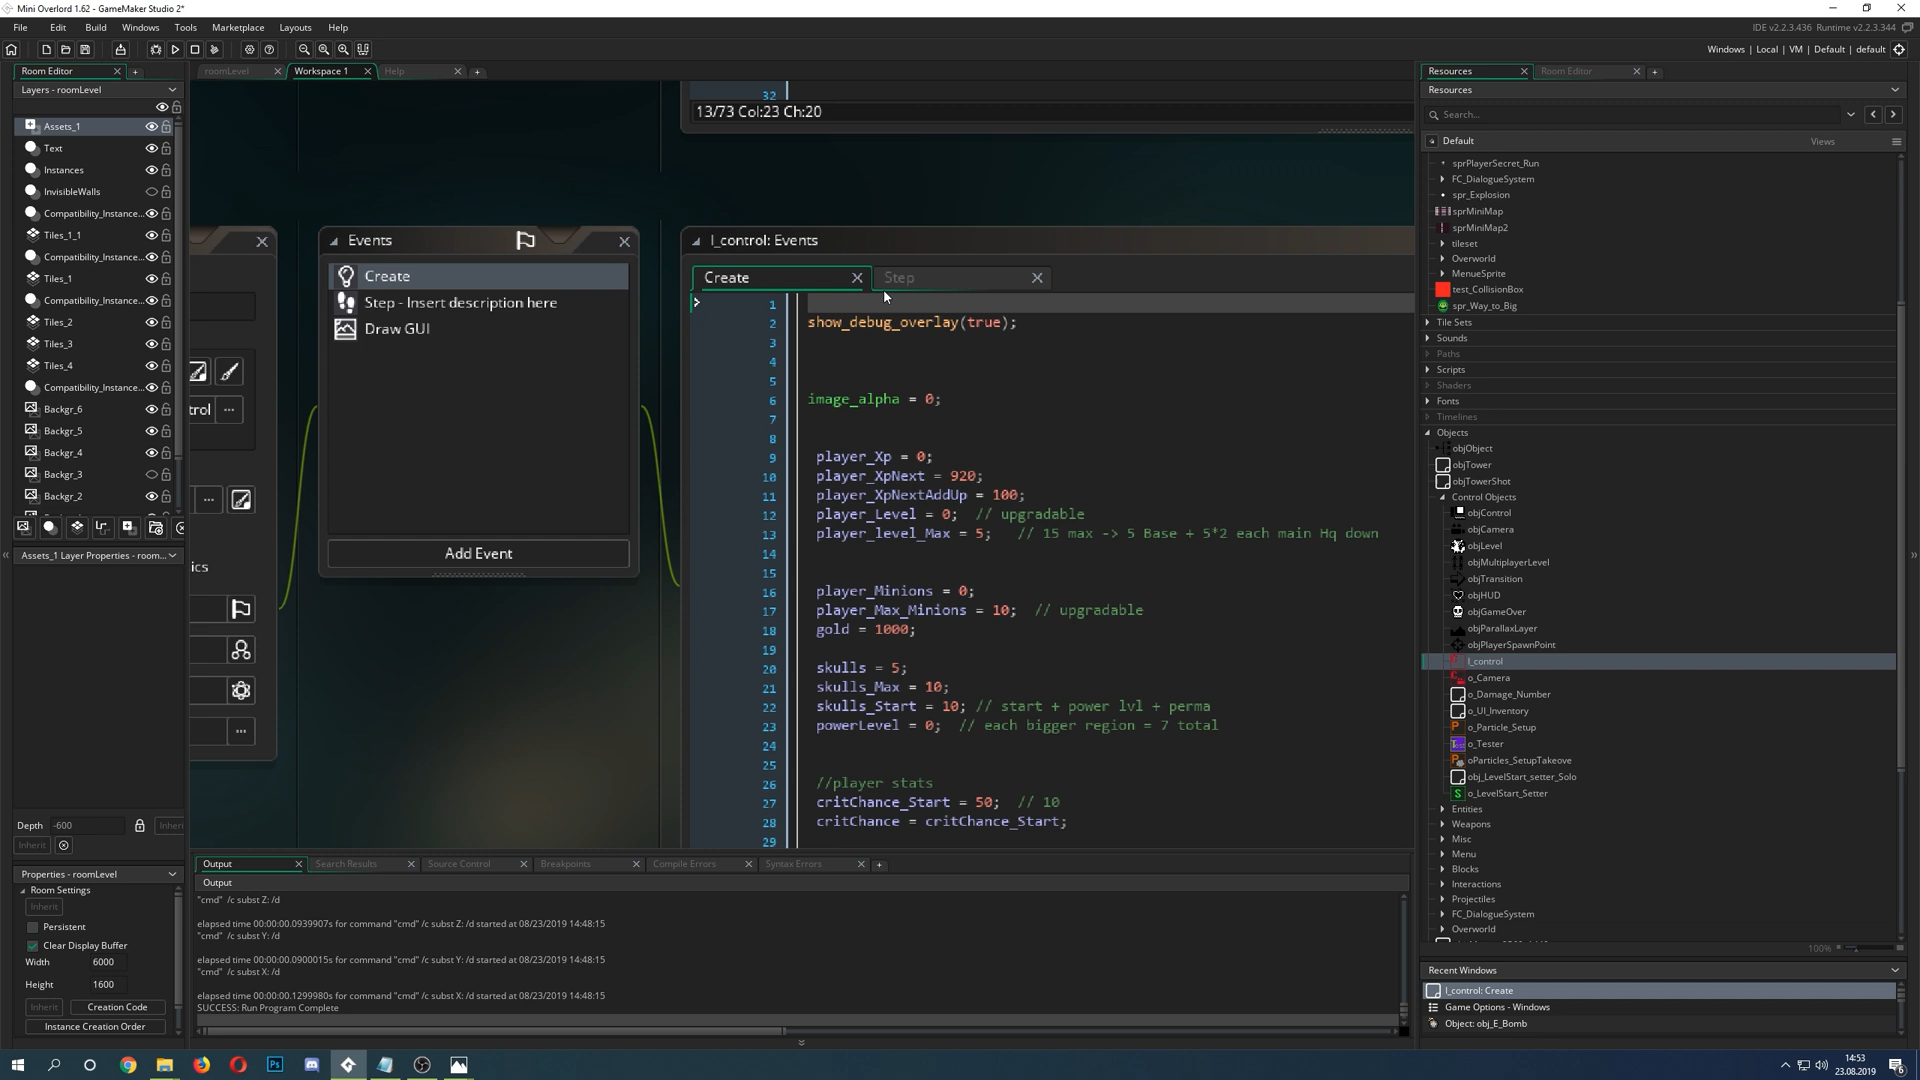 Mini Overlord 1.62 - GameMaker Studio 2*
File Edit Build Windows Tools Marketplace Layouts Help
IDE v2.2.3.436 Runtime v2.2.3.344
Windows | Local | VM | Default | default
Room Editor
Layers - roomLevel
Assets_1
Text
Instances
InvisibleWalls
Compatibility_Instance...
Tiles_1_1
Compatibility_Instance...
Tiles_1
Compatibility_Instance...
Tiles_2
Tiles_3
Tiles_4
Compatibility_Instance...
Backgr_6
Backgr_5
Backgr_4
Backgr_3
Backgr_2
Assets_1 Layer Properties - room...
Depth -600 Inheri
Inherit
Properties - roomLevel
Room Settings
Inherit
Persistent
Clear Display Buffer
Width 6000
Height 1600
Inherit Creation Code
Instance Creation Order
roomLevel Workspace 1 Help
32
13/73 Col:23 Ch:20
trol
ics
Events
Create
Step - Insert description here
Draw GUI
Add Event
l_control: Events
Create Step
1
2 show_debug_overlay(true);
3
4
5
6 image_alpha = 0;
7
8
9 player_Xp = 0;
10 player_XpNext = 920;
11 player_XpNextAddUp = 100;
12 player_Level = 0; // upgradable
13 player_level_Max = 5; // 15 max -> 5 Base + 5*2 each main Hq down
14
15
16 player_Minions = 0;
17 player_Max_Minions = 10; // upgradable
18 gold = 1000;
19
20 skulls = 5;
21 skulls_Max = 10;
22 skulls_Start = 10; // start + power lvl + perma
23 powerLevel = 0; // each bigger region = 7 total
24
25
26 //player stats
27 critChance_Start = 50; // 10
28 critChance = critChance_Start;
29
Output Search Results Source Control Breakpoints Compile Errors Syntax Errors
Output
"cmd" /c subst Z: /d
elapsed time 00:00:00.0939907s for command "cmd" /c subst Z: /d started at 08/23/2019 14:48:15
"cmd" /c subst Y: /d
elapsed time 00:00:00.0900015s for command "cmd" /c subst Y: /d started at 08/23/2019 14:48:15
"cmd" /c subst X: /d
elapsed time 00:00:00.1299980s for command "cmd" /c subst X: /d started at 08/23/2019 14:48:15
SUCCESS: Run Program Complete
Resources Room Editor
Resources
Search...
Default Views
sprPlayerSecret_Run
FC_DialogueSystem
spr_Explosion
sprMiniMap
sprMiniMap2
tileset
Overworld
MenueSprite
test_CollisionBox
spr_Way_to_Big
Tile Sets
Sounds
Paths
Scripts
Shaders
Fonts
Timelines
Objects
objObject
objTower
objTowerShot
Control Objects
objControl
objCamera
objLevel
objMultiplayerLevel
objTransition
objHUD
objGameOver
objParallaxLayer
objPlayerSpawnPoint
l_control
o_Camera
o_Damage_Number
o_UI_Inventory
o_Particle_Setup
o_Tester
oParticles_SetupTakeove
obj_LevelStart_setter_Solo
o_LevelStart_Setter
Entities
Weapons
Misc
Menu
Blocks
Interactions
Projectiles
FC_DialogueSystem
Overworld
100%
Recent Windows
l_control: Create
Game Options - Windows
Object: obj_E_Bomb
14:53
23.08.2019